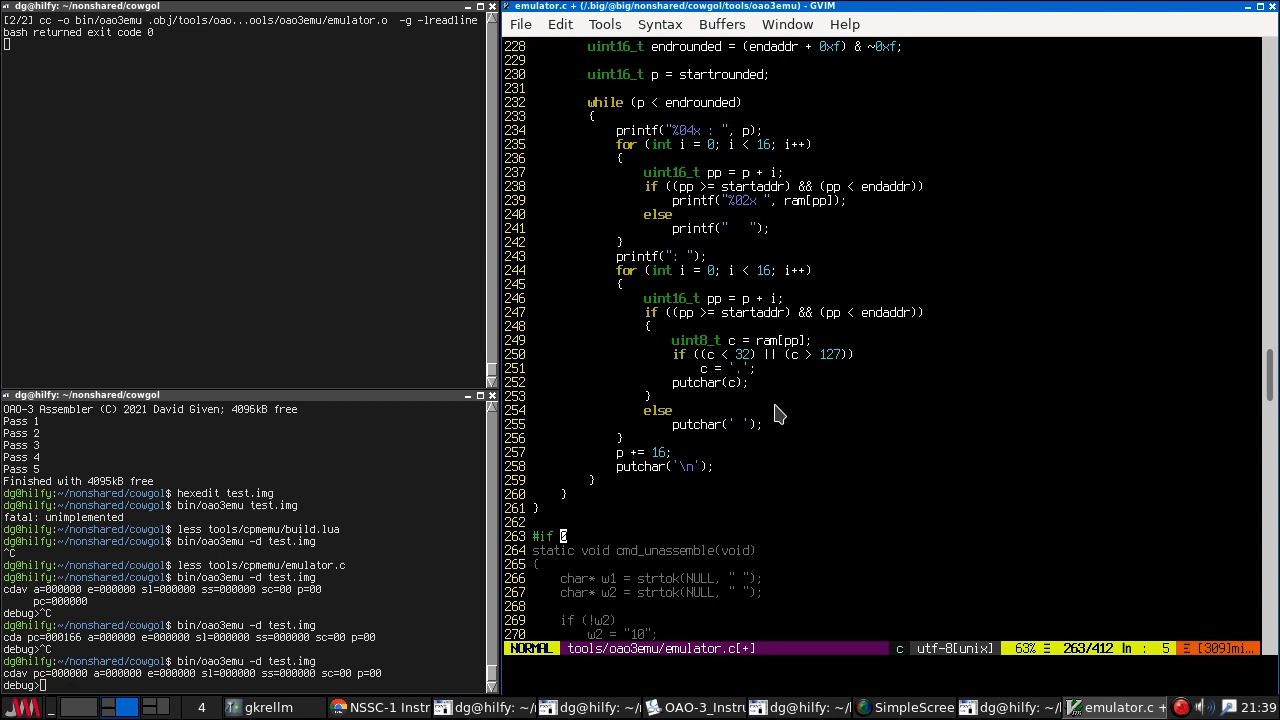 dg@hilfy: ~/nonshared/cowgol
[2/2] cc -o bin/oao3emu .obj/tools/oao...ools/oao3emu/emulator.o  -g -lreadline
bash returned exit code 0
dg@hilfy: ~/nonshared/cowgol
OAO-3 Assembler (C) 2021 David Given; 4096kB free
Pass 1
Pass 2
Pass 3
Pass 4
Pass 5
Finished with 4095kB free
dg@hilfy:~/nonshared/cowgol$ hexedit test.img
dg@hilfy:~/nonshared/cowgol$ bin/oao3emu test.img
fatal: unimplemented
dg@hilfy:~/nonshared/cowgol$ less tools/cpmemu/build.lua
dg@hilfy:~/nonshared/cowgol$ bin/oao3emu -d test.img
^C
dg@hilfy:~/nonshared/cowgol$ less tools/cpmemu/emulator.c
dg@hilfy:~/nonshared/cowgol$ bin/oao3emu -d test.img
cdav a=000000 e=000000 sl=000000 ss=000000 sc=00 p=00
     pc=000000
debug>^C
dg@hilfy:~/nonshared/cowgol$ bin/oao3emu -d test.img
cda pc=000166 a=000000 e=000000 sl=000000 ss=000000 sc=00 p=00
debug>^C
dg@hilfy:~/nonshared/cowgol$ bin/oao3emu -d test.img
cdav pc=000000 a=000000 e=000000 sl=000000 ss=000000 sc=00 p=00
debug>
emulator.c + (/.big/@big/nonshared/cowgol/tools/oao3emu) - GVIM
File Edit Tools Syntax Buffers Window Help
228         uint16_t endrounded = (endaddr + 0xf) & ~0xf;
229
230         uint16_t p = startrounded;
231
232         while (p < endrounded)
233         {
234             printf("%04x : ", p);
235             for (int i = 0; i < 16; i++)
236             {
237                 uint16_t pp = p + i;
238                 if ((pp >= startaddr) && (pp < endaddr))
239                     printf("%02x ", ram[pp]);
240                 else
241                     printf("   ");
242             }
243             printf(": ");
244             for (int i = 0; i < 16; i++)
245             {
246                 uint16_t pp = p + i;
247                 if ((pp >= startaddr) && (pp < endaddr))
248                 {
249                     uint8_t c = ram[pp];
250                     if ((c < 32) || (c > 127))
251                         c = '.';
252                     putchar(c);
253                 }
254                 else
255                     putchar(' ');
256             }
257             p += 16;
258             putchar('\n');
259         }
260     }
261 }
262
263 #if 0
264 static void cmd_unassemble(void)
265 {
266     char* w1 = strtok(NULL, " ");
267     char* w2 = strtok(NULL, " ");
268
269     if (!w2)
270         w2 = "10";
NORMAL tools/oao3emu/emulator.c[+] c utf-8[unix] 63% Ξ 263/412 ln : 5 Ξ [309]mi...
4 gkrellm NSSC-1 Instr dg@hilfy: ~/ dg@hilfy: ~/ OAO-3_Instru dg@hilfy: ~/ SimpleScree dg@hilfy: ~/ emulator.c + 21:39